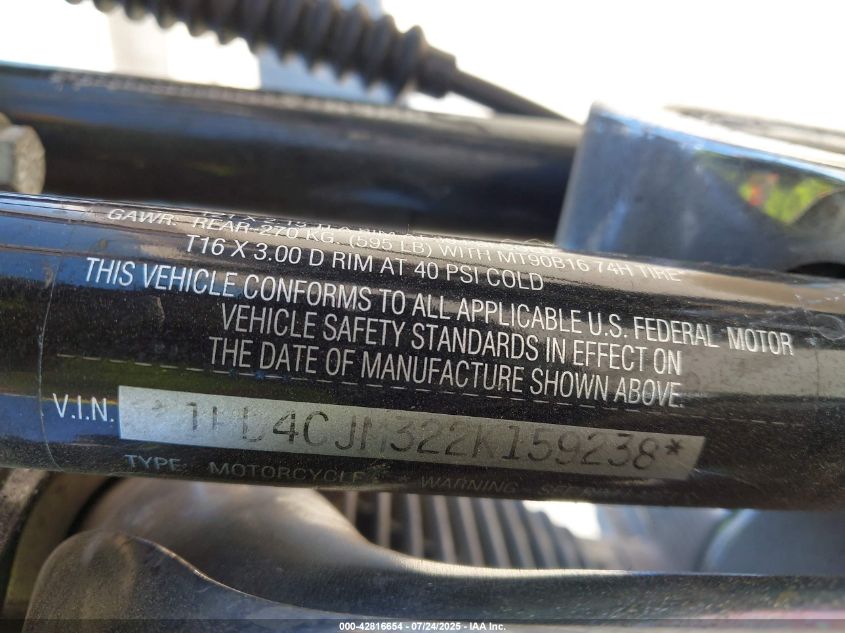 GAWR: REAR-270 KG. (595 LB) WITH MT90B16 74H TIRE
T16 X 3.00 D RIM AT 40 PSI COLD
THIS VEHICLE CONFORMS TO ALL APPLICABLE U.S. FEDERAL MOTOR
VEHICLE SAFETY STANDARDS IN EFFECT ON
THE DATE OF MANUFACTURE SHOWN ABOVE.
V.I.N. *1HD4CJM322K159238*
TYPE: MOTORCYCLE * WARNING
000-42816654 / 07/24/2025 - IAA Inc.